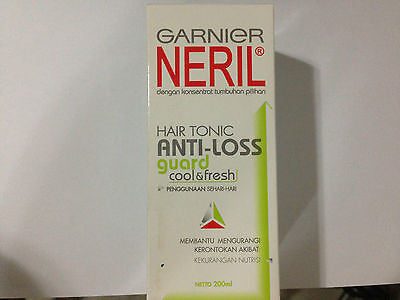 GARNIER
NERIL®
dengan konsentrat tumbuhan pilihan
HAIR TONIC
ANTI-LOSS
guard
cool&fresh
PENGGUNAAN SEHARI-HARI
MEMBANTU MENGURANGI
KERONTOKAN AKIBAT
KEKURANGAN NUTRISI
NETTO 200ml